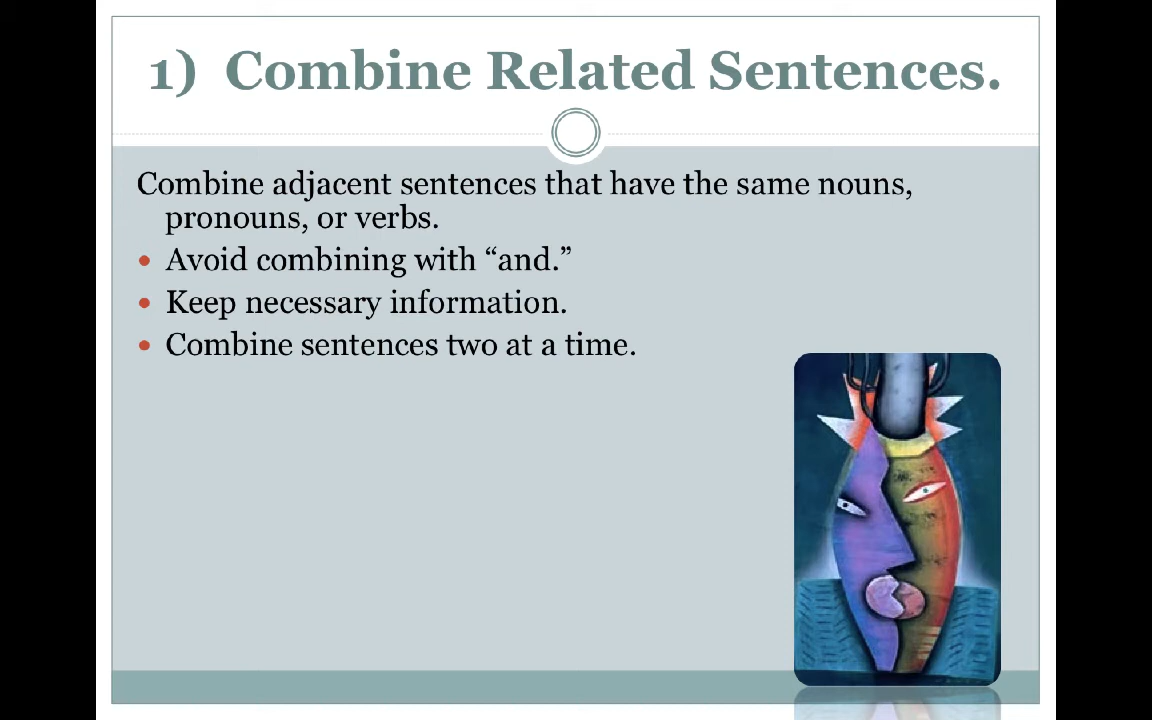 1) Combine Related Sentences.
Combine adjacent sentences that have the same nouns,
pronouns, or verbs.
• Avoid combining with “and.”
• Keep necessary information.
• Combine sentences two at a time.